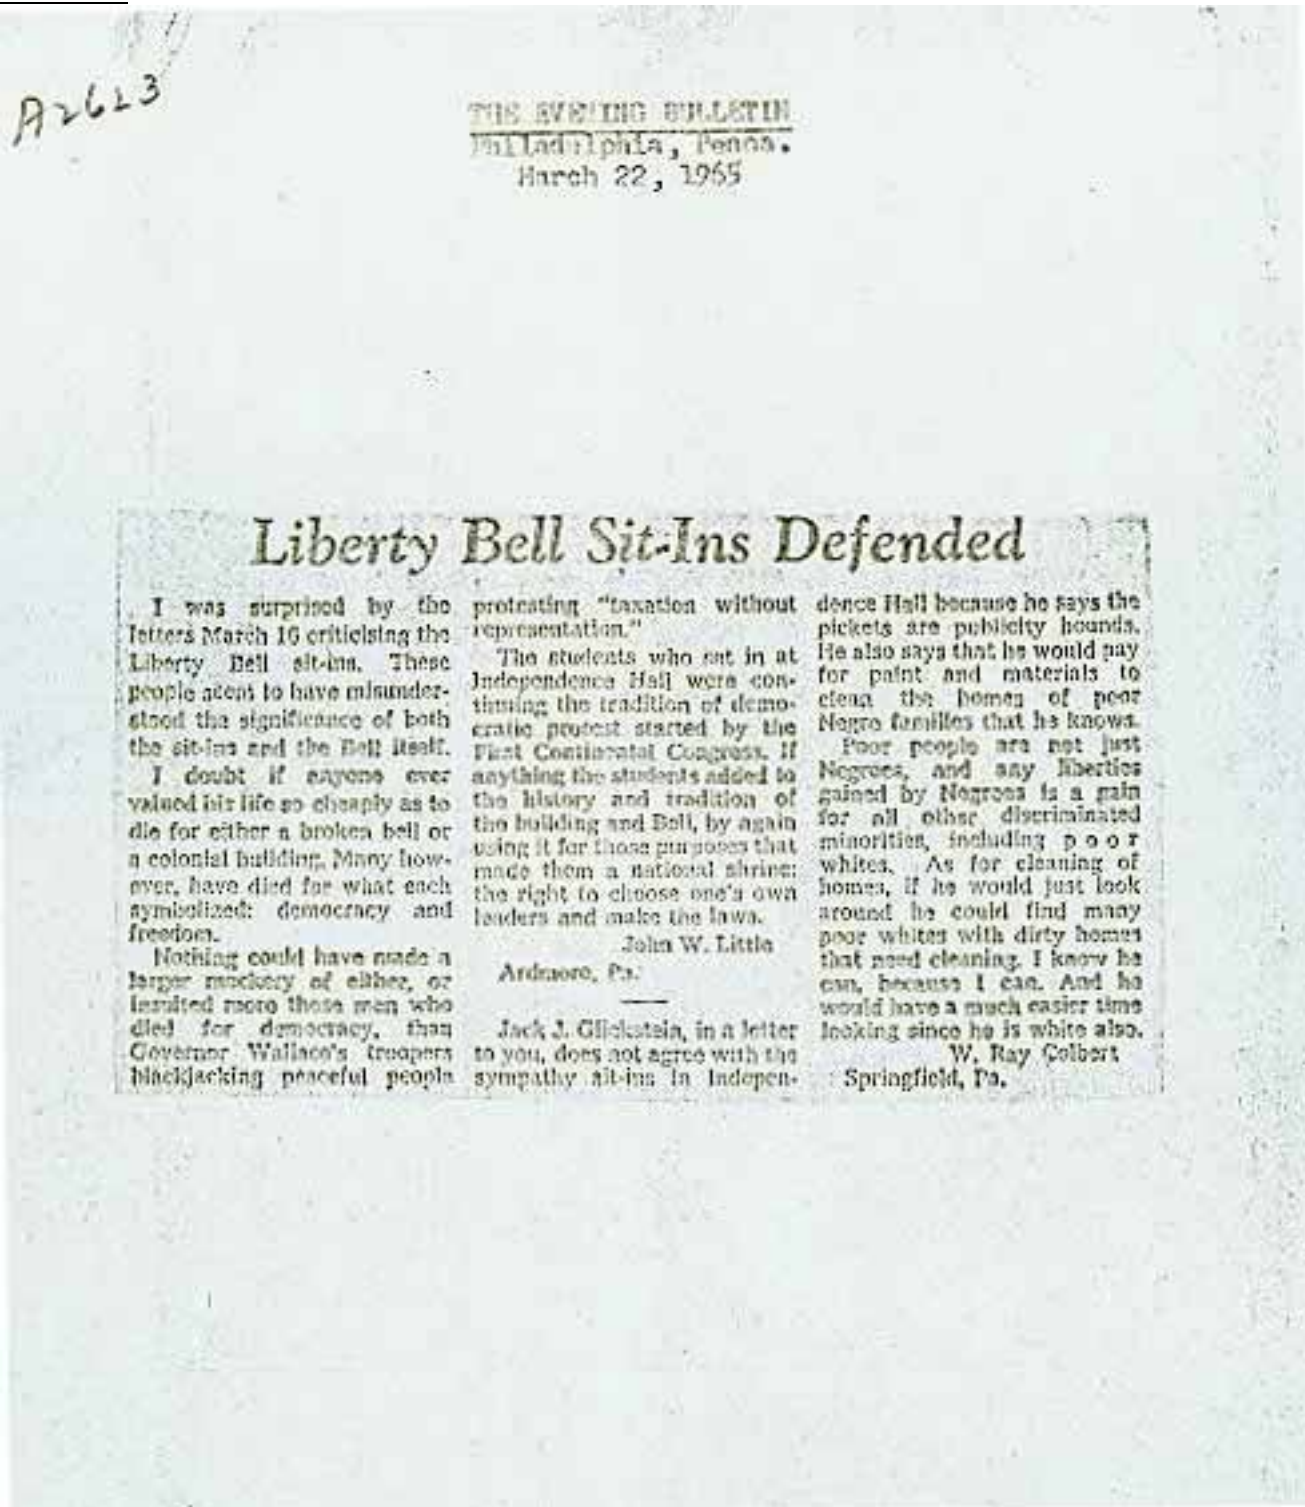 A2623
THE EVENING BULLETIN
Philadelphia, Penna.
March 22, 1965
Liberty Bell Sit-Ins Defended
I was surprised by the
letters March 16 criticising the
Liberty Bell sit-ins. These
people seem to have misunder-
stood the significance of both
the sit-ins and the Bell itself.
I doubt if anyone ever
valued his life so cheaply as to
die for either a broken bell or
a colonial building. Many how-
ever, have died for what each
symbolized: democracy and
freedom.
Nothing could have made a
larger mockery of either, or
insulted more those men who
died for democracy, than
Governor Wallace's troopers
blackjacking peaceful people
protesting "taxation without
representation."
The students who sat in at
Independence Hall were con-
tinuing the tradition of demo-
cratic protest started by the
First Continental Congress. If
anything the students added to
the history and tradition of
the building and Bell, by again
using it for those purposes that
made them a national shrine:
the right to choose one's own
leaders and make the laws.
John W. Little
Ardmore, Pa.
Jack J. Glickstein, in a letter
to you, does not agree with the
sympathy sit-ins in Indepen-
dence Hall because he says the
pickets are publicity hounds.
He also says that he would pay
for paint and materials to
clean the homes of poor
Negro families that he knows.
Poor people are not just
Negroes, and any liberties
gained by Negroes is a gain
for all other discriminated
minorities, including poor
whites. As for cleaning of
homes, if he would just look
around he could find many
poor whites with dirty homes
that need cleaning. I know he
can, because I can. And he
would have a much easier time
looking since he is white also.
W. Ray Colbert
Springfield, Pa.